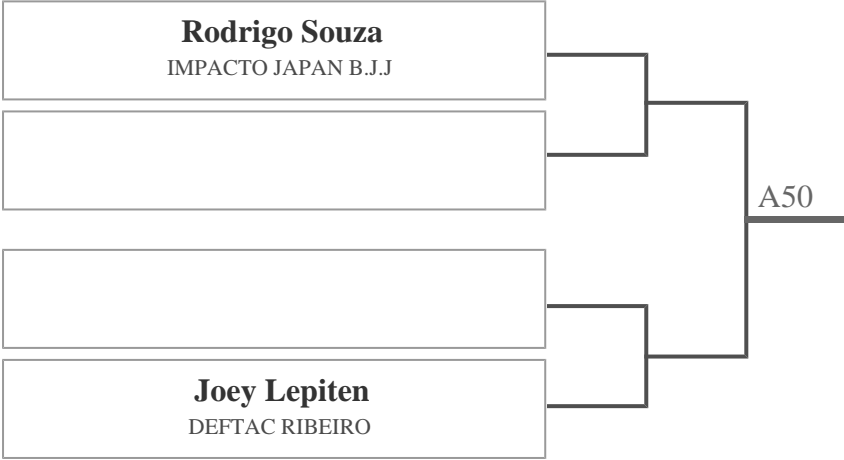 Rodrigo Souza
IMPACTO JAPAN B.J.J
A50
Joey Lepiten
DEFTAC RIBEIRO